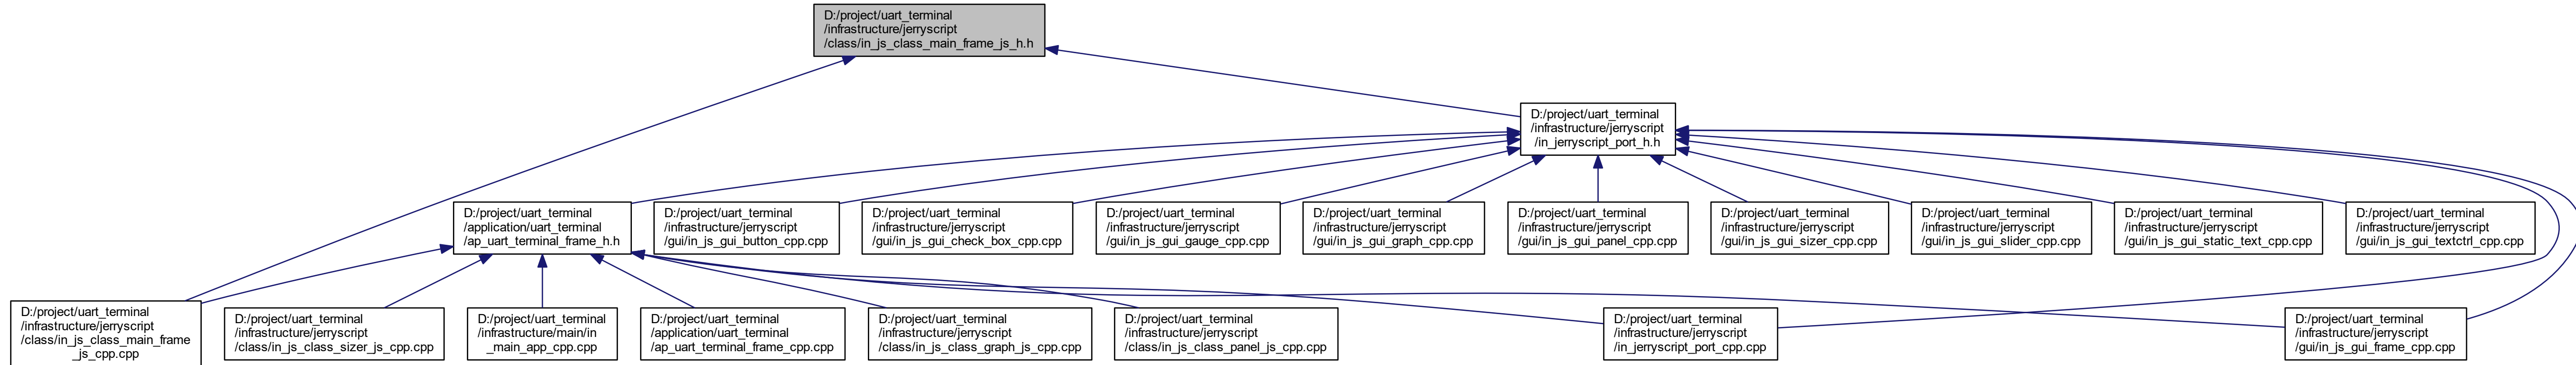 D:/project/uart_terminal
/infrastructure/jerryscript
/class/in_js_class_main_frame_js_h.h
D:/project/uart_terminal
/infrastructure/jerryscript
/in_jerryscript_port_h.h
D:/project/uart_terminal
/application/uart_terminal
/ap_uart_terminal_frame_h.h
D:/project/uart_terminal
/infrastructure/jerryscript
/gui/in_js_gui_button_cpp.cpp
D:/project/uart_terminal
/infrastructure/jerryscript
/gui/in_js_gui_check_box_cpp.cpp
D:/project/uart_terminal
/infrastructure/jerryscript
/gui/in_js_gui_gauge_cpp.cpp
D:/project/uart_terminal
/infrastructure/jerryscript
/gui/in_js_gui_graph_cpp.cpp
D:/project/uart_terminal
/infrastructure/jerryscript
/gui/in_js_gui_panel_cpp.cpp
D:/project/uart_terminal
/infrastructure/jerryscript
/gui/in_js_gui_sizer_cpp.cpp
D:/project/uart_terminal
/infrastructure/jerryscript
/gui/in_js_gui_slider_cpp.cpp
D:/project/uart_terminal
/infrastructure/jerryscript
/gui/in_js_gui_static_text_cpp.cpp
D:/project/uart_terminal
/infrastructure/jerryscript
/gui/in_js_gui_textctrl_cpp.cpp
D:/project/uart_terminal
/infrastructure/jerryscript
/class/in_js_class_main_frame
_js_cpp.cpp
D:/project/uart_terminal
/infrastructure/jerryscript
/class/in_js_class_sizer_js_cpp.cpp
D:/project/uart_terminal
/infrastructure/main/in
_main_app_cpp.cpp
D:/project/uart_terminal
/application/uart_terminal
/ap_uart_terminal_frame_cpp.cpp
D:/project/uart_terminal
/infrastructure/jerryscript
/class/in_js_class_graph_js_cpp.cpp
D:/project/uart_terminal
/infrastructure/jerryscript
/class/in_js_class_panel_js_cpp.cpp
D:/project/uart_terminal
/infrastructure/jerryscript
/in_jerryscript_port_cpp.cpp
D:/project/uart_terminal
/infrastructure/jerryscript
/gui/in_js_gui_frame_cpp.cpp